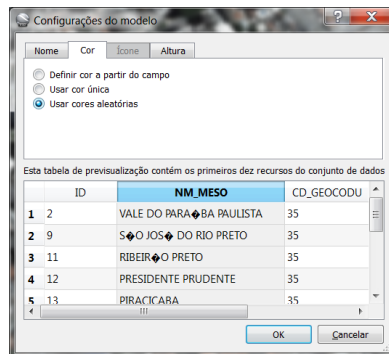 Configurações do modelo
Nome Cor Ícone Altura
Definir cor a partir do campo
Usar cor única
Usar cores aleatórias
Esta tabela de previsualização contém os primeiros dez recursos do conjunto de dados
ID NM_MESO CD_GEOCODU
1 2 VALE DO PARA�BA PAULISTA 35
2 9 S�O JOS� DO RIO PRETO 35
3 11 RIBEIR�O PRETO 35
4 12 PRESIDENTE PRUDENTE 35
5 13 PIRACICABA 35
OK Cancelar